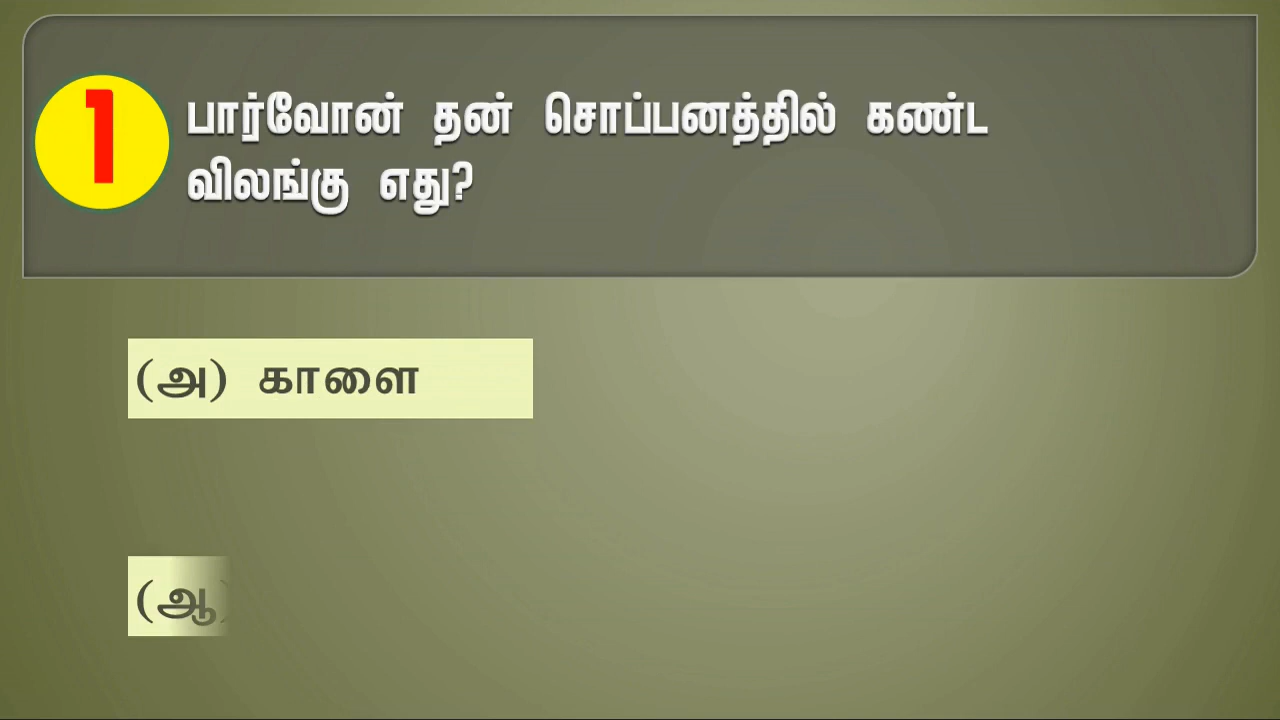 1
பார்வோன் தன் சொப்பனத்தில் கண்ட
விலங்கு எது?
(அ) காளை
(ஆ)